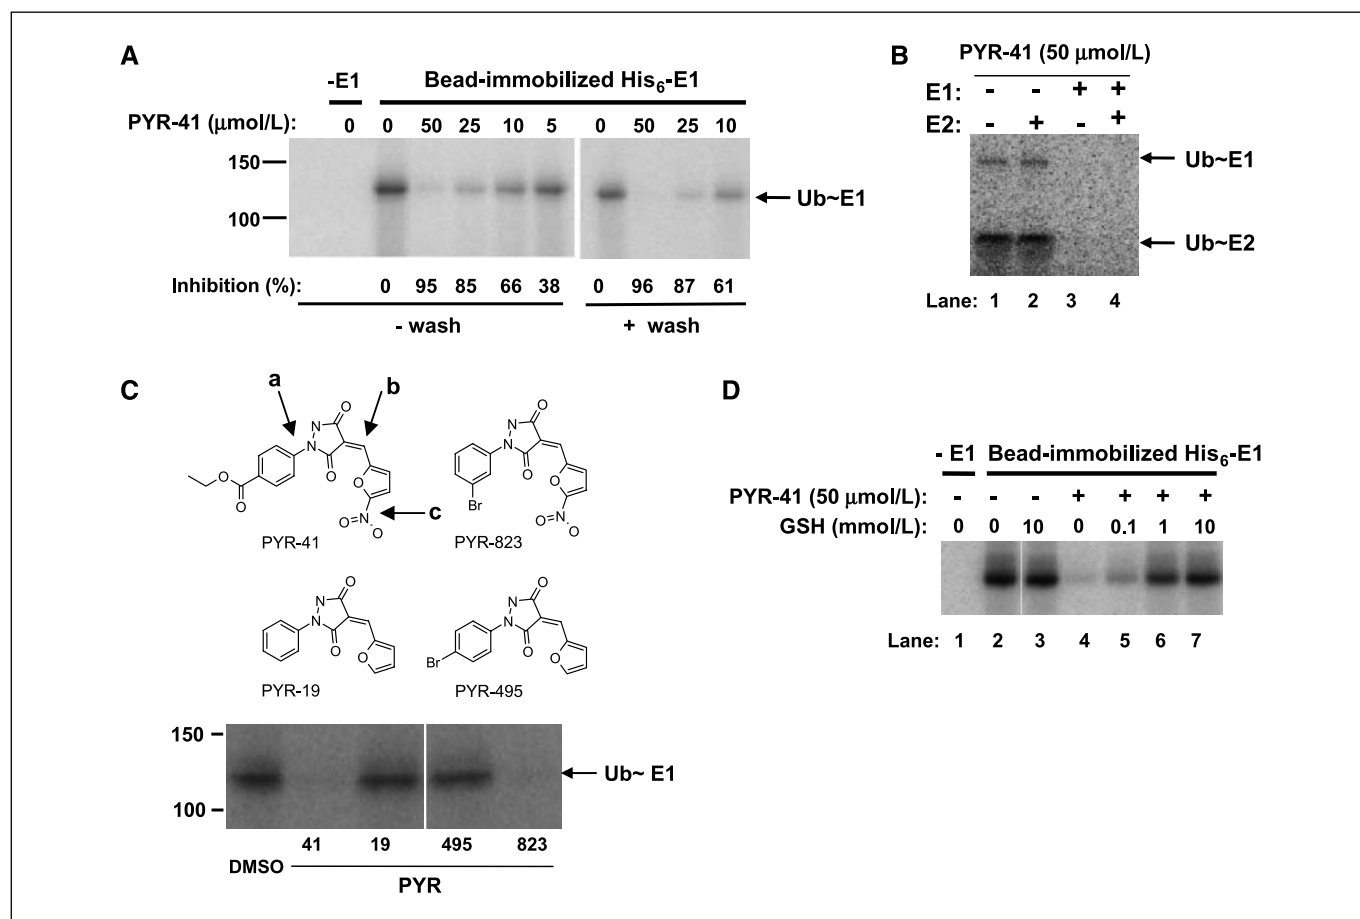 A
-E1 Bead-immobilized His6-E1
PYR-41 (μmol/L): 0 0 50 25 10 5 0 50 25 10
150
100
Ub~E1
Inhibition (%): 0 95 85 66 38 0 96 87 61
- wash + wash
B
PYR-41 (50 μmol/L)
E1: - - + +
E2: - + - +
Ub~E1
Ub~E2
Lane: 1 2 3 4
C
a b
O N N O O O O N O O c
PYR-41
O N N O O Br N O O
PYR-823
O N N O O
PYR-19
O N N O O Br
PYR-495
150
100
Ub~ E1
41 19 495 823
DMSO
PYR
D
- E1 Bead-immobilized His6-E1
PYR-41 (50 μmol/L): - - - + + + +
GSH (mmol/L): 0 0 10 0 0.1 1 10
Lane: 1 2 3 4 5 6 7